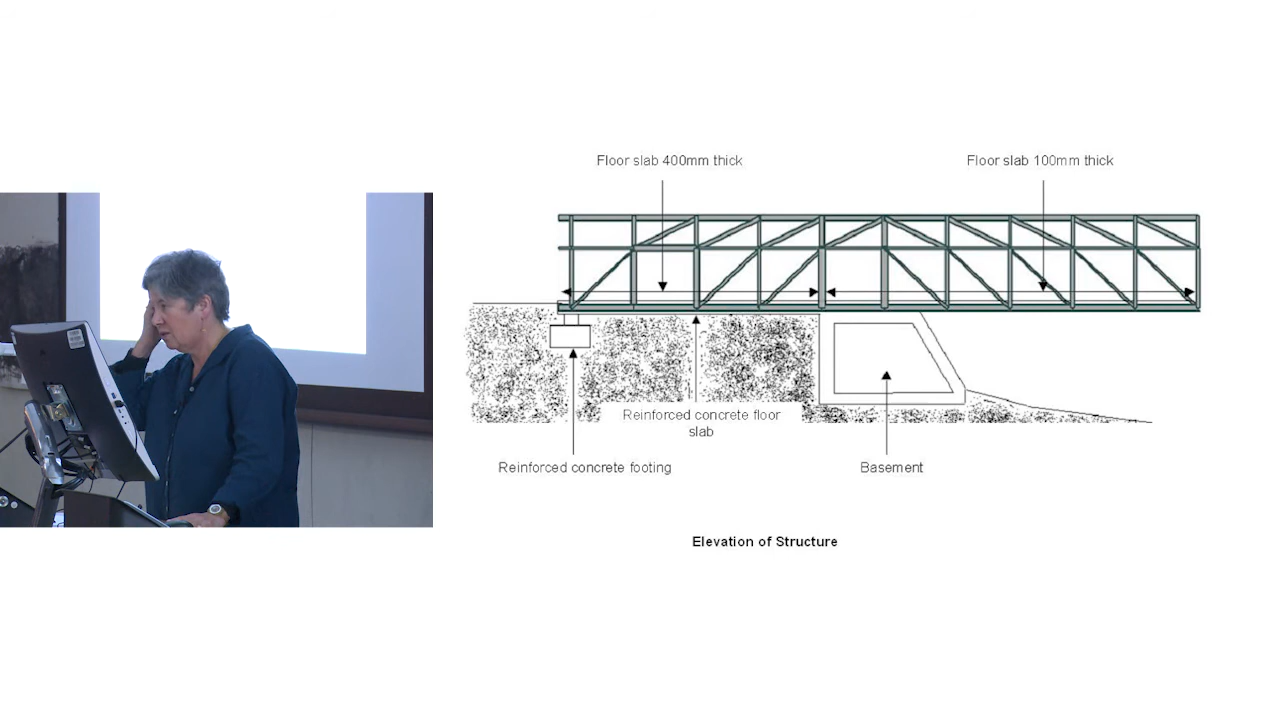 Floor slab 400mm thick
Floor slab 100mm thick
Reinforced concrete floor
slab
Reinforced concrete footing
Basement
Elevation of Structure